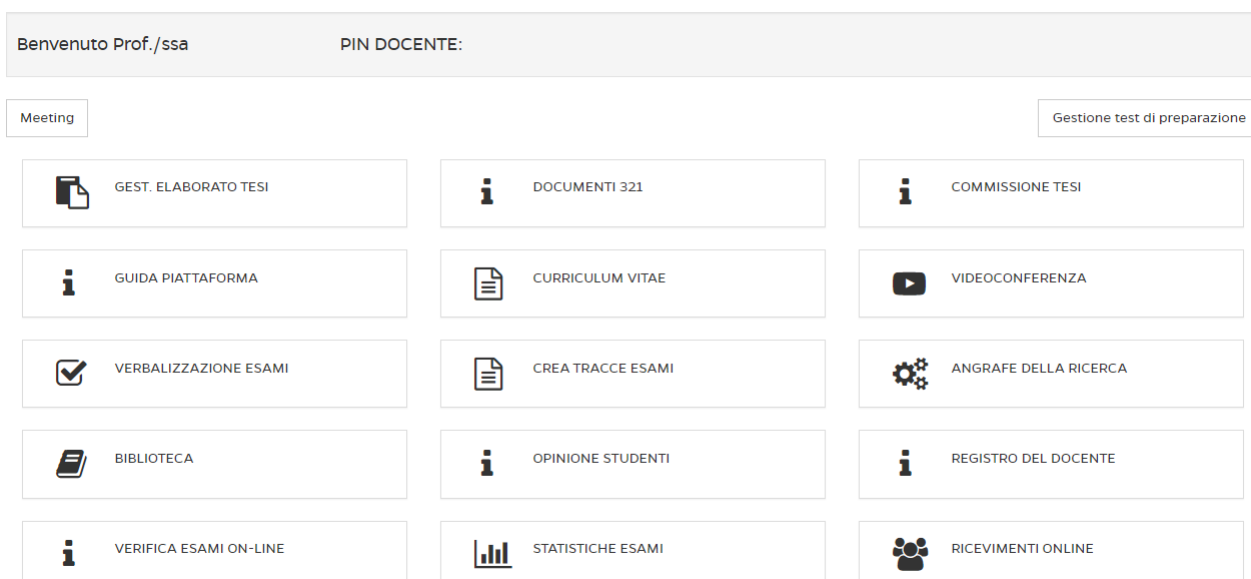 Benvenuto Prof./ssa PIN DOCENTE:
Meeting Gestione test di preparazione
GEST. ELABORATO TESI DOCUMENTI 321 COMMISSIONE TESI
GUIDA PIATTAFORMA CURRICULUM VITAE VIDEOCONFERENZA
VERBALIZZAZIONE ESAMI CREA TRACCE ESAMI ANGRAFE DELLA RICERCA
BIBLIOTECA OPINIONE STUDENTI REGISTRO DEL DOCENTE
VERIFICA ESAMI ON-LINE STATISTICHE ESAMI RICEVIMENTI ONLINE